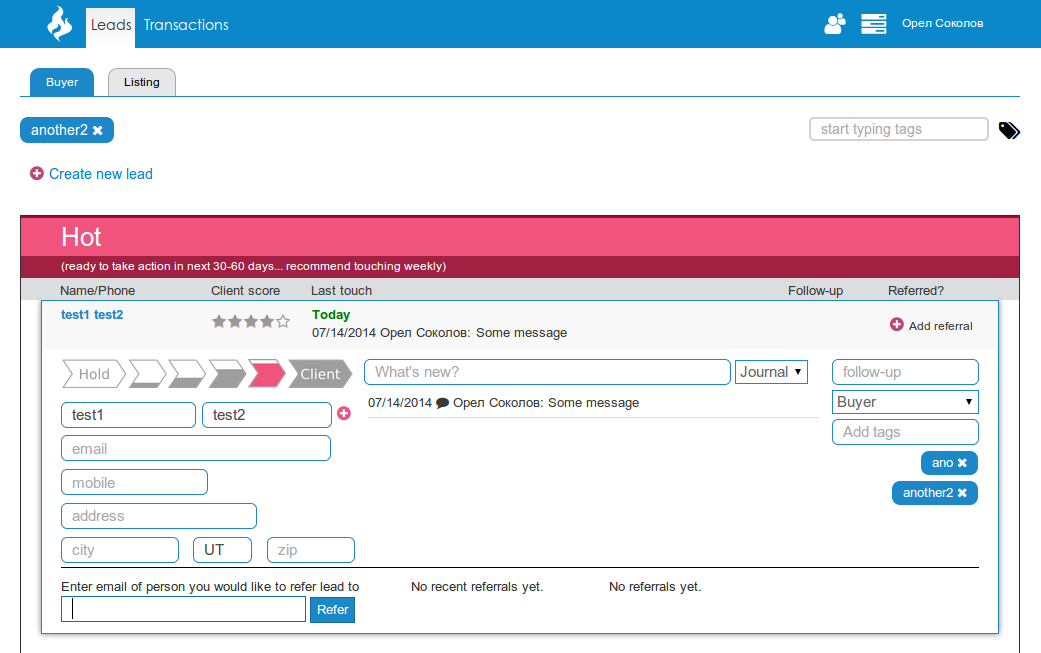 Leads Transactions Орел Соколов
Buyer Listing
another2 start typing tags
Create new lead
Hot
(ready to take action in next 30-60 days... recommend touching weekly)
Name/Phone Client score Last touch Follow-up Referred?
test1 test2 Today
07/14/2014 Орел Соколов: Some message Add referral
Hold Client What's new? Journal follow-up
07/14/2014 Орел Соколов: Some message Buyer
test1 test2 Add tags
email ano
mobile another2
address
city UT zip
Enter email of person you would like to refer lead to No recent referrals yet. No referrals yet.
Refer